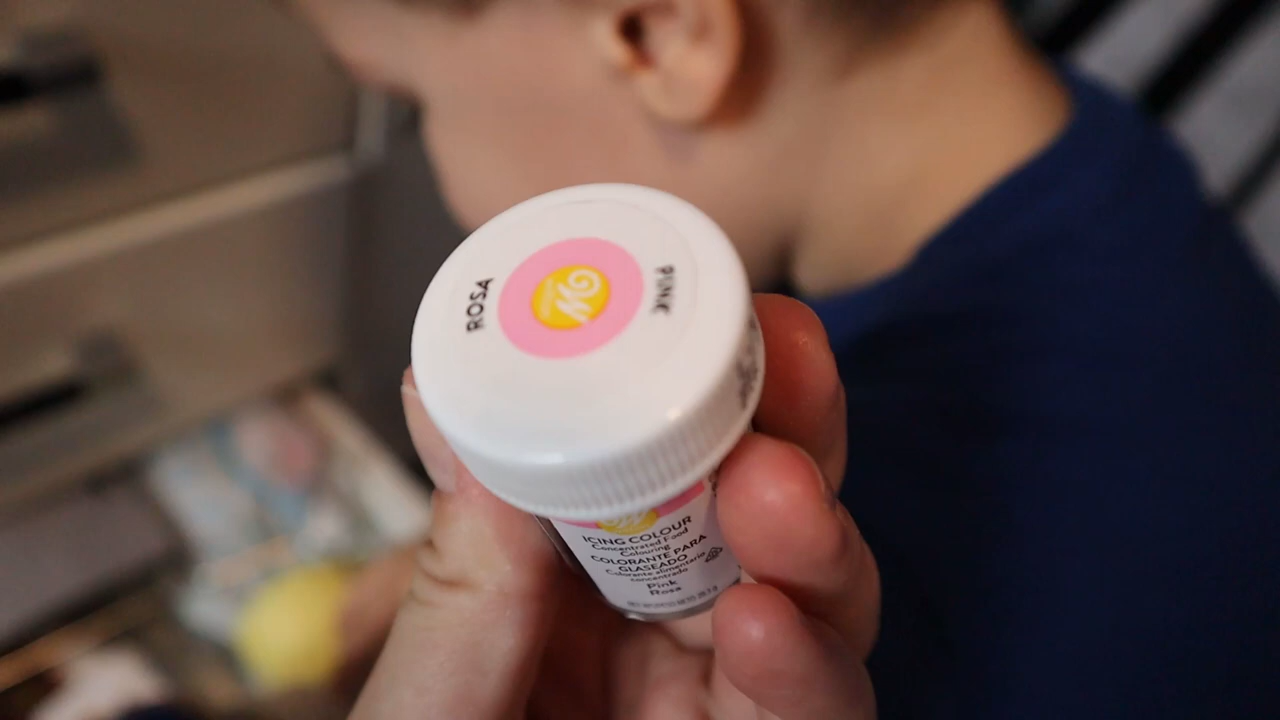 ROSA
PINK
ICING COLOUR
Concentrated Food
Colouring
COLORANTE PARA
GLASEADO
Colorante alimentario
concentrado
Pink
Rosa